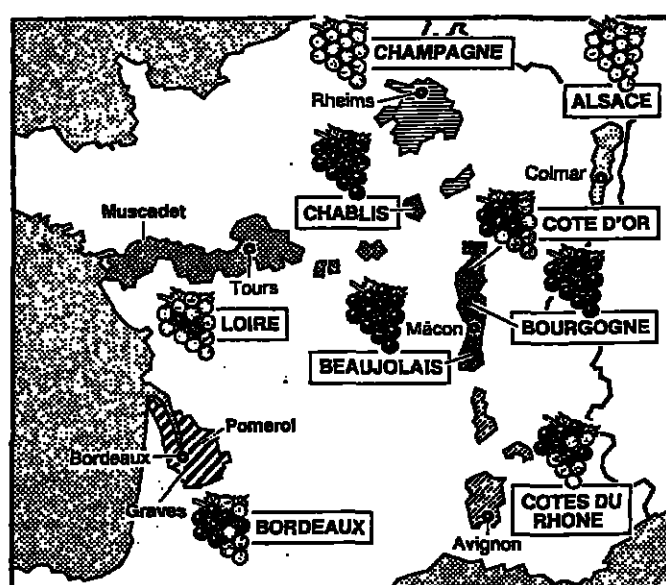 CHAMPAGNE
Rheims
ALSACE
Colmar
CHABLIS
Muscadet
COTE D'OR
Tours
LOIRE
Mâcon
BOURGOGNE
BEAUJOLAIS
Pomerol
Bordeaux
Graves
BORDEAUX
COTES DU
RHONE
Avignon